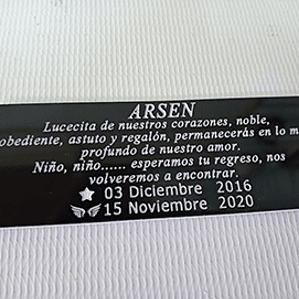 ARSEN
Lucecita de nuestros corazones, noble,
obediente, astuto y regalón, permanecerás en lo m
profundo de nuestro amor.
Niño, niño...... esperamos tu regreso, nos
volveremos a encontrar.
03 Diciembre 2016
15 Noviembre 2020